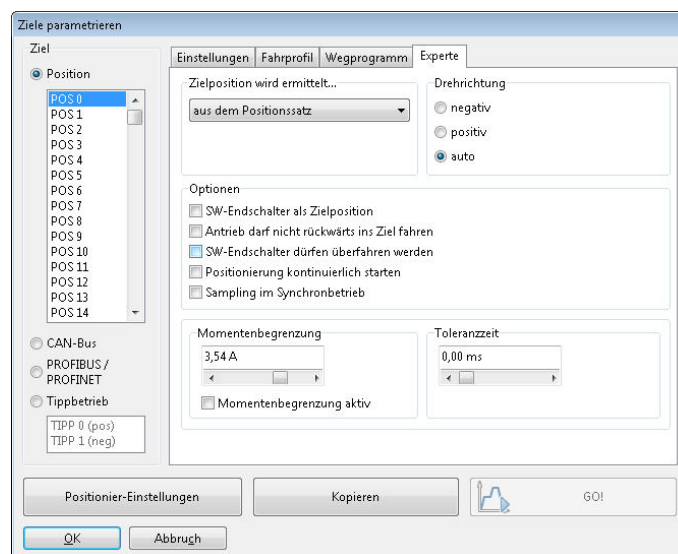 Ziele parametrieren
Ziel
Position
POS 0
POS 1
POS 2
POS 3
POS 4
POS 5
POS 6
POS 7
POS 8
POS 9
POS 10
POS 11
POS 12
POS 13
POS 14
CAN-Bus
PROFIBUS /
PROFINET
Tippbetrieb
TIPP 0 (pos)
TIPP 1 (neg)
Einstellungen Fahrprofil Wegprogramm Experte
Zielposition wird ermittelt...
aus dem Positionssatz
Drehrichtung
negativ
positiv
auto
Optionen
SW-Endschalter als Zielposition
Antrieb darf nicht rückwärts ins Ziel fahren
SW-Endschalter dürfen überfahren werden
Positionierung kontinuierlich starten
Sampling im Synchronbetrieb
Momentenbegrenzung
3,54 A
Momentenbegrenzung aktiv
Toleranzzeit
0,00 ms
Positionier-Einstellungen Kopieren GO!
OK Abbruch